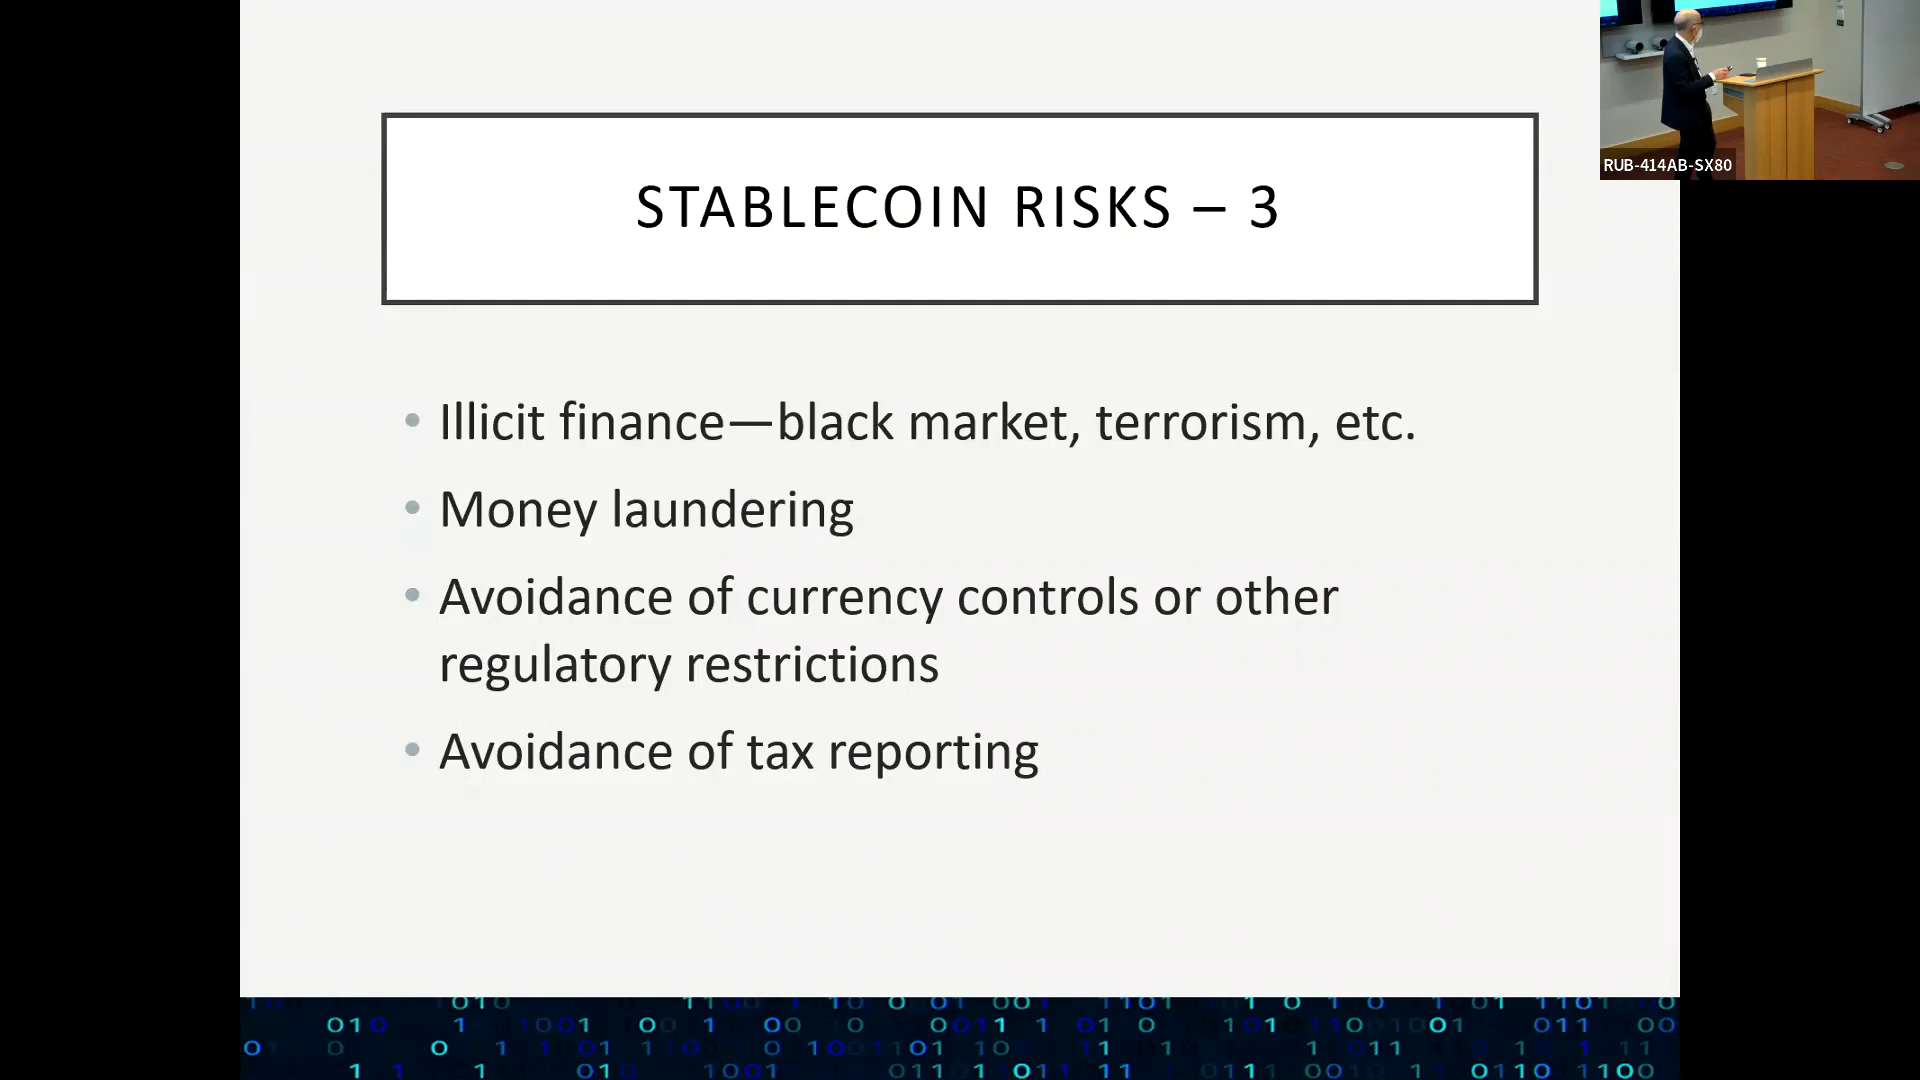 STABLECOIN RISKS – 3
RUB-414AB-SX80
• Illicit finance—black market, terrorism, etc.
• Money laundering
• Avoidance of currency controls or other
regulatory restrictions
• Avoidance of tax reporting